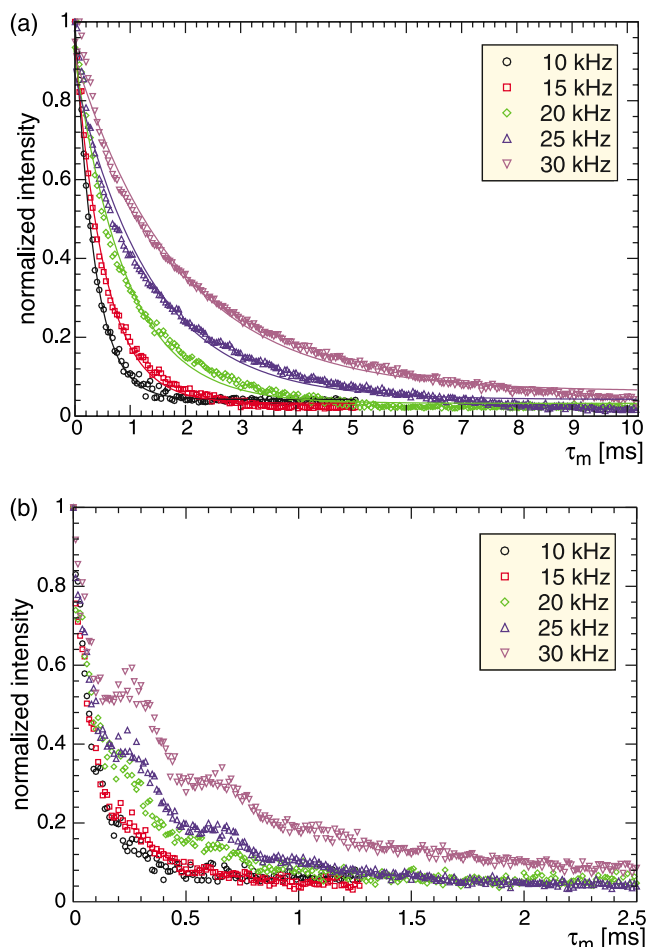 (a)
1
0.8
0.6
0.4
0.2
0
normalized intensity
10 kHz
15 kHz
20 kHz
25 kHz
30 kHz
0 1 2 3 4 5 6 7 8 9 10
τm [ms]
(b)
1
0.8
0.6
0.4
0.2
0
normalized intensity
10 kHz
15 kHz
20 kHz
25 kHz
30 kHz
0 0.5 1 1.5 2 2.5
τm [ms]